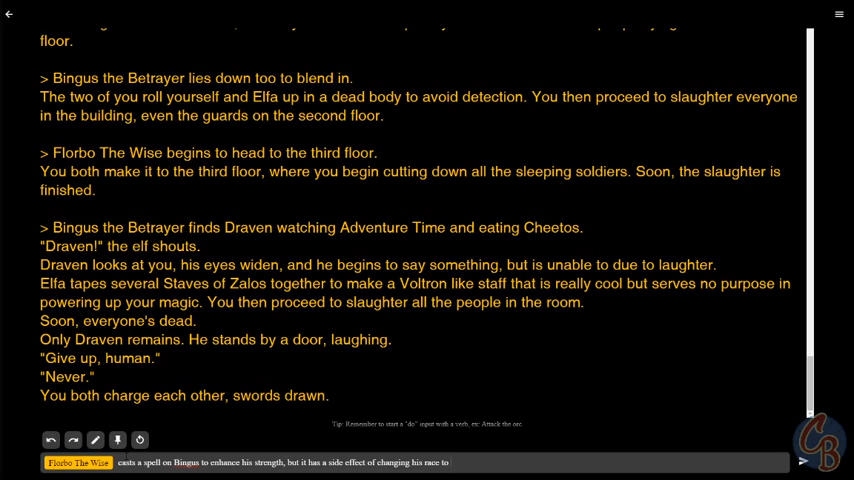 floor.
> Bingus the Betrayer lies down too to blend in.
The two of you roll yourself and Elfa up in a dead body to avoid detection. You then proceed to slaughter everyone
in the building, even the guards on the second floor.
> Florbo The Wise begins to head to the third floor.
You both make it to the third floor, where you begin cutting down all the sleeping soldiers. Soon, the slaughter is
finished.
> Bingus the Betrayer finds Draven watching Adventure Time and eating Cheetos.
"Draven!" the elf shouts.
Draven looks at you, his eyes widen, and he begins to say something, but is unable to due to laughter.
Elfa tapes several Staves of Zalos together to make a Voltron like staff that is really cool but serves no purpose in
powering up your magic. You then proceed to slaughter all the people in the room.
Soon, everyone's dead.
Only Draven remains. He stands by a door, laughing.
"Give up, human."
"Never."
You both charge each other, swords drawn.
Tip: Remember to start a "do" input with a verb, ex: Attack the orc
Florbo The Wise casts a spell on Bingus to enhance his strength, but it has a side effect of changing his race to
CB